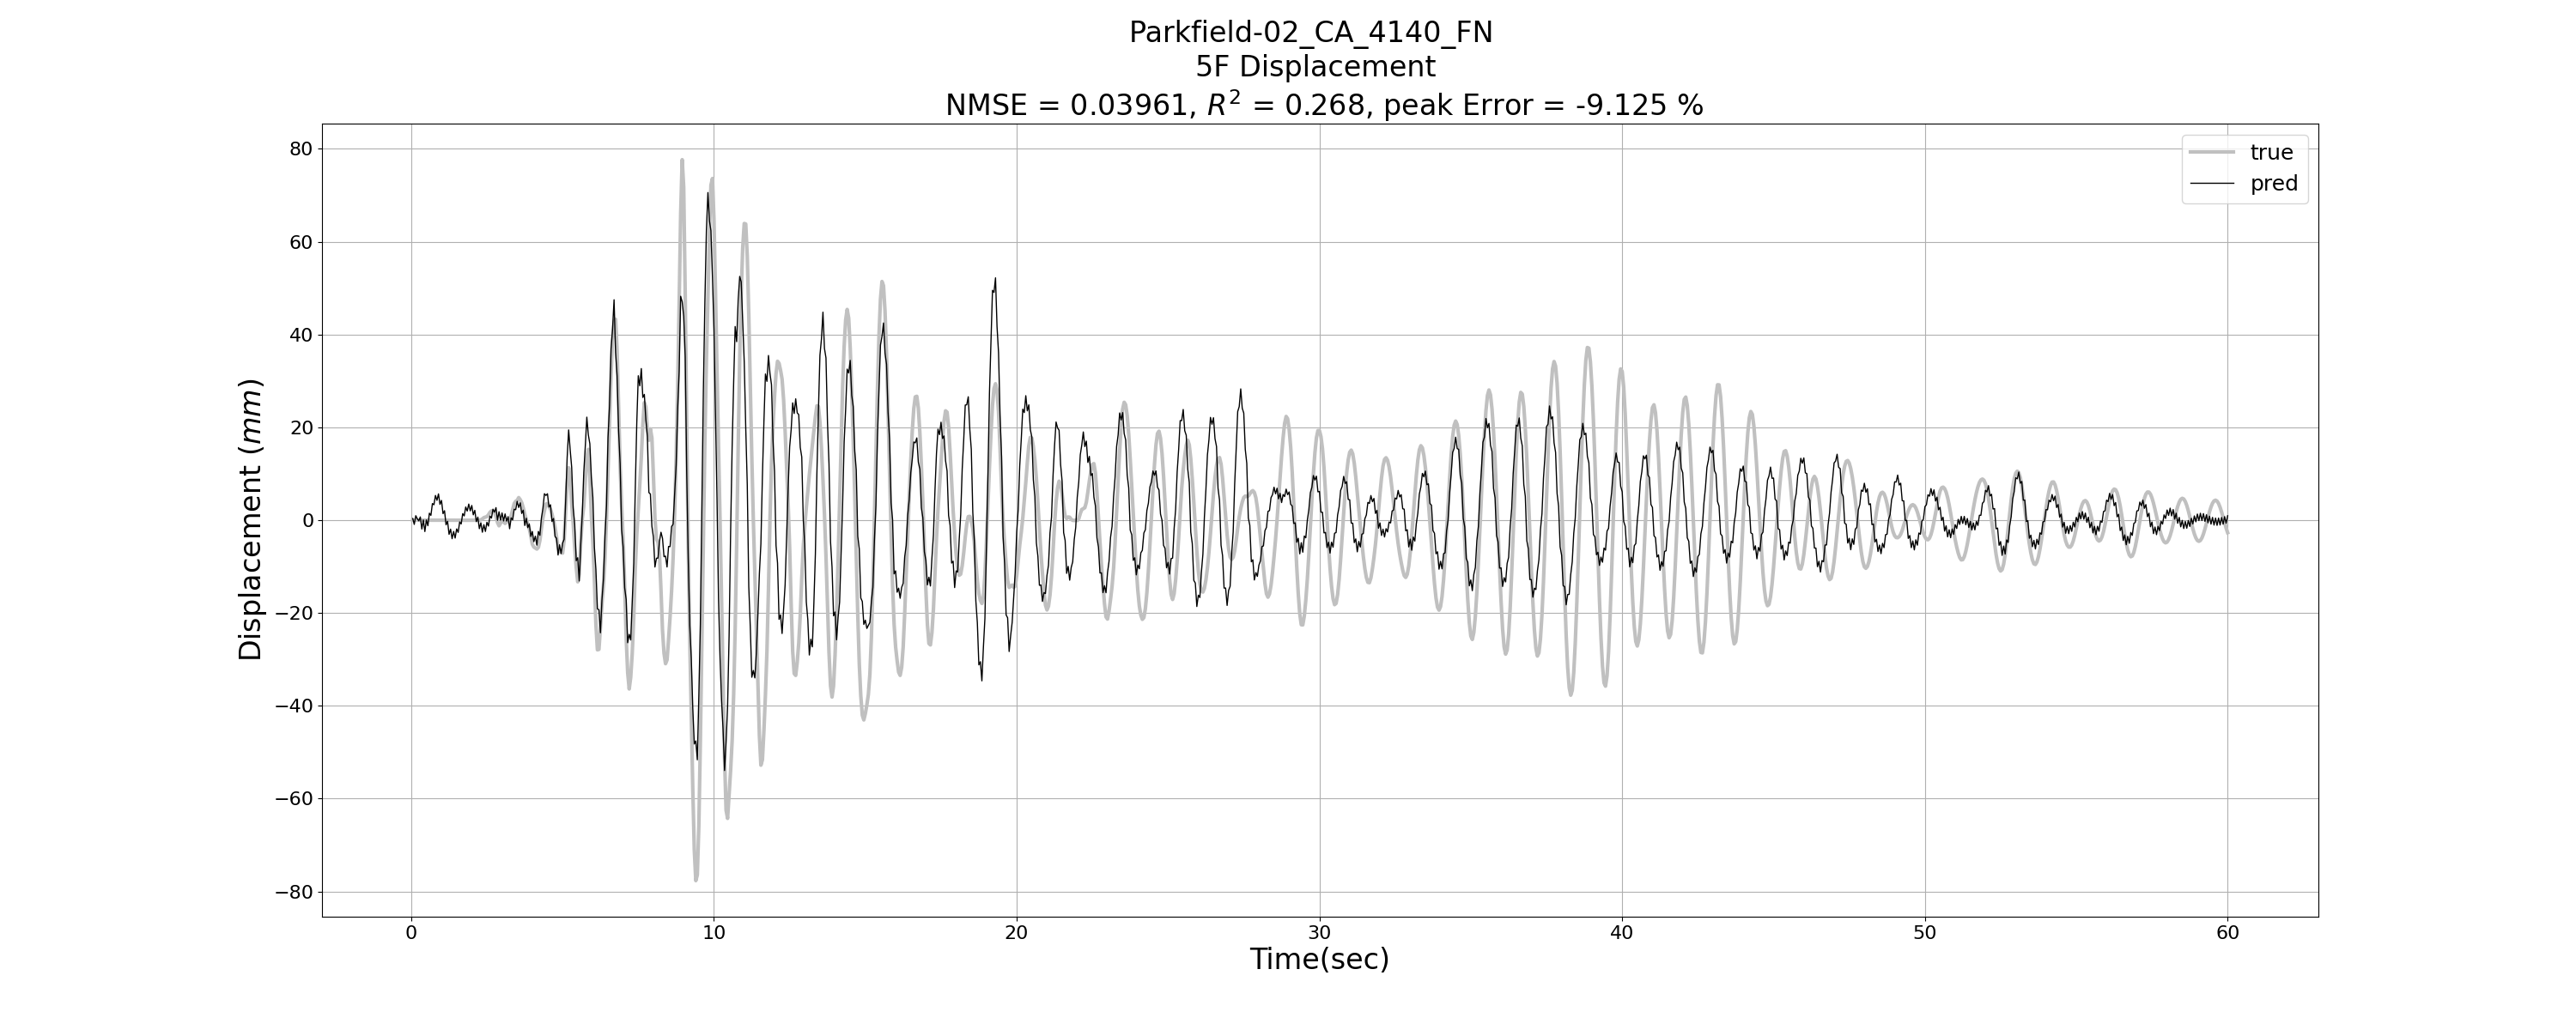 Parkfield-02_CA_4140_FN
5F Displacement
NMSE = 0.03961, R² = 0.268, peak Error = -9.125 %
true
pred
80
60
40
20
0
−20
−40
−60
−80
Displacement (mm)
0 10 20 30 40 50 60
Time(sec)